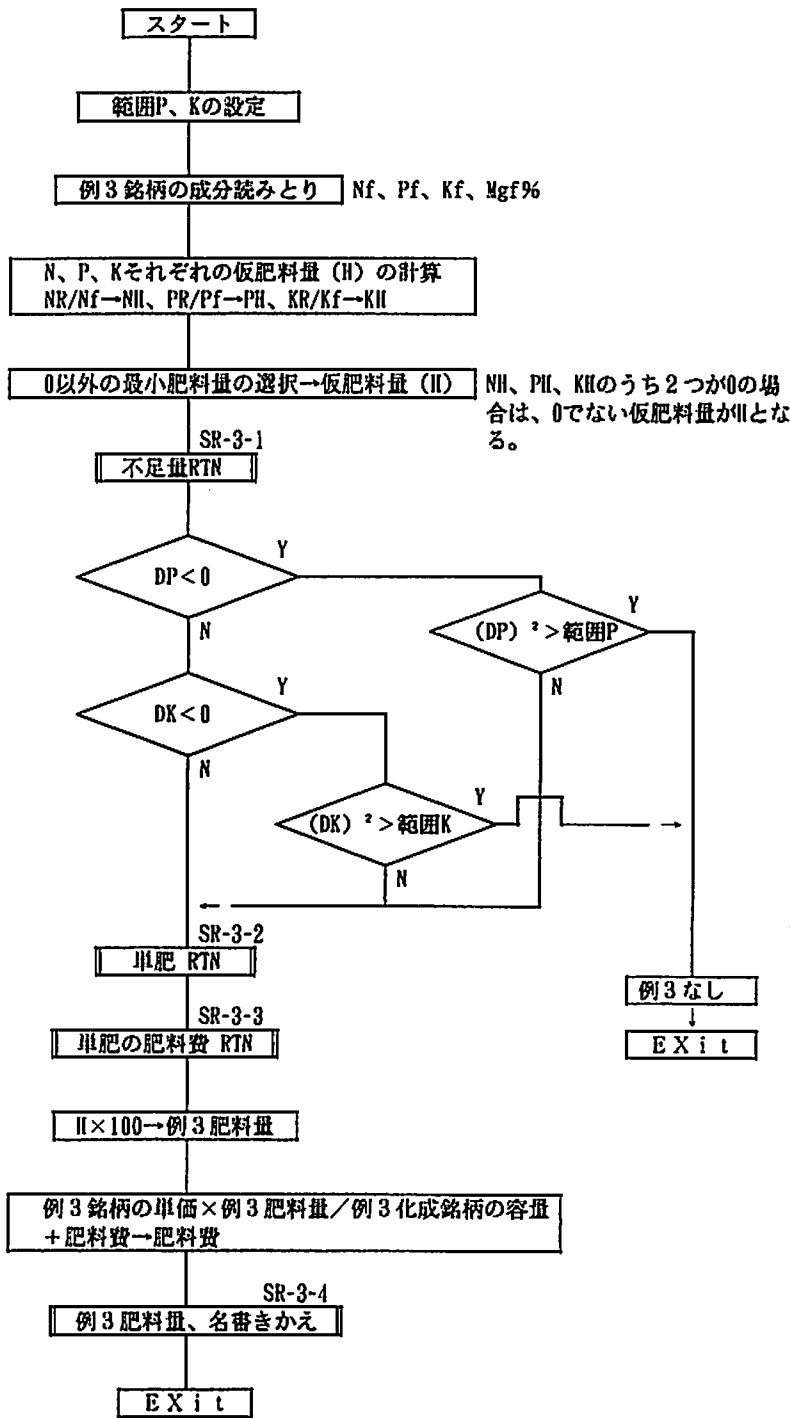 スタート
範囲P、Kの設定
例3銘柄の成分読みとり
Nf、Pf、Kf、Mgf%
N、P、Kそれぞれの仮肥料量（H）の計算
NR/Nf→NH、PR/Pf→PH、KR/Kf→KH
0以外の最小肥料量の選択→仮肥料量（H）
NH、PH、KHのうち2つが0の場
合は、0でない仮肥料量がHとな
る。
SR-3-1
不足量RTN
DP＜0
Y
N
(DP)²＞範囲P
Y
N
DK＜0
Y
N
(DK)²＞範囲K
Y
N
SR-3-2
単肥 RTN
SR-3-3
単肥の肥料費 RTN
例3なし
↓
EXit
H×100→例3肥料量
例3銘柄の単価×例3肥料量／例3化成銘柄の容量
＋肥料費→肥料費
SR-3-4
例3肥料量、名書きかえ
EXit